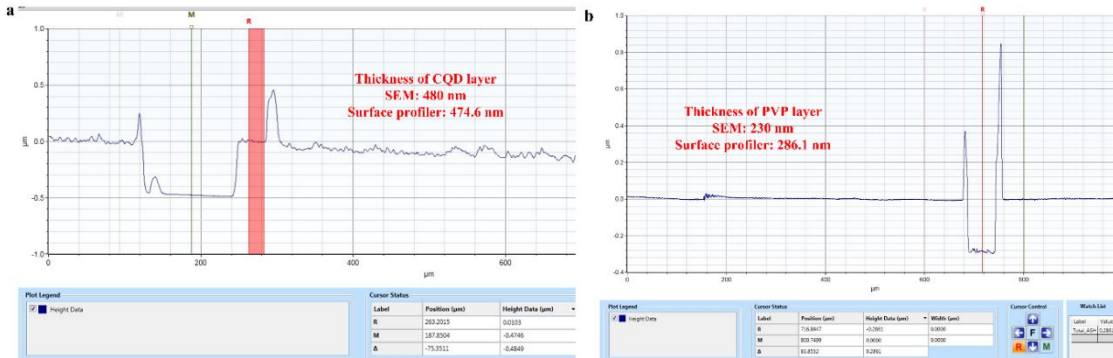 a
M M R
1.0
0.5
0.0
-0.5
-1.0
µm
0 200 400 600
µm
Thickness of CQD layer
SEM: 480 nm
Surface profiler: 474.6 nm
Plot Legend
Height Data
Cursor Status
Label Position (µm) Height Data (µm)
R 263.2015 0.0103
M 187.8504 -0.4746
Δ -75.3511 -0.4849
b
R
1.0
0.8
0.6
0.4
0.2
0.0
-0.2
-0.4
µm
0 200 400 600 800
µm
Thickness of PVP layer
SEM: 230 nm
Surface profiler: 286.1 nm
Plot Legend
Height Data
Cursor Status
Label Position (µm) Height Data (µm) Width (µm)
R 716.8947 -0.2861 0.0000
M 800.7499 0.0000 0.0000
Δ 83.8552 0.2861
Cursor Control
F
R M
Watch List
Label Value
Total_ASH